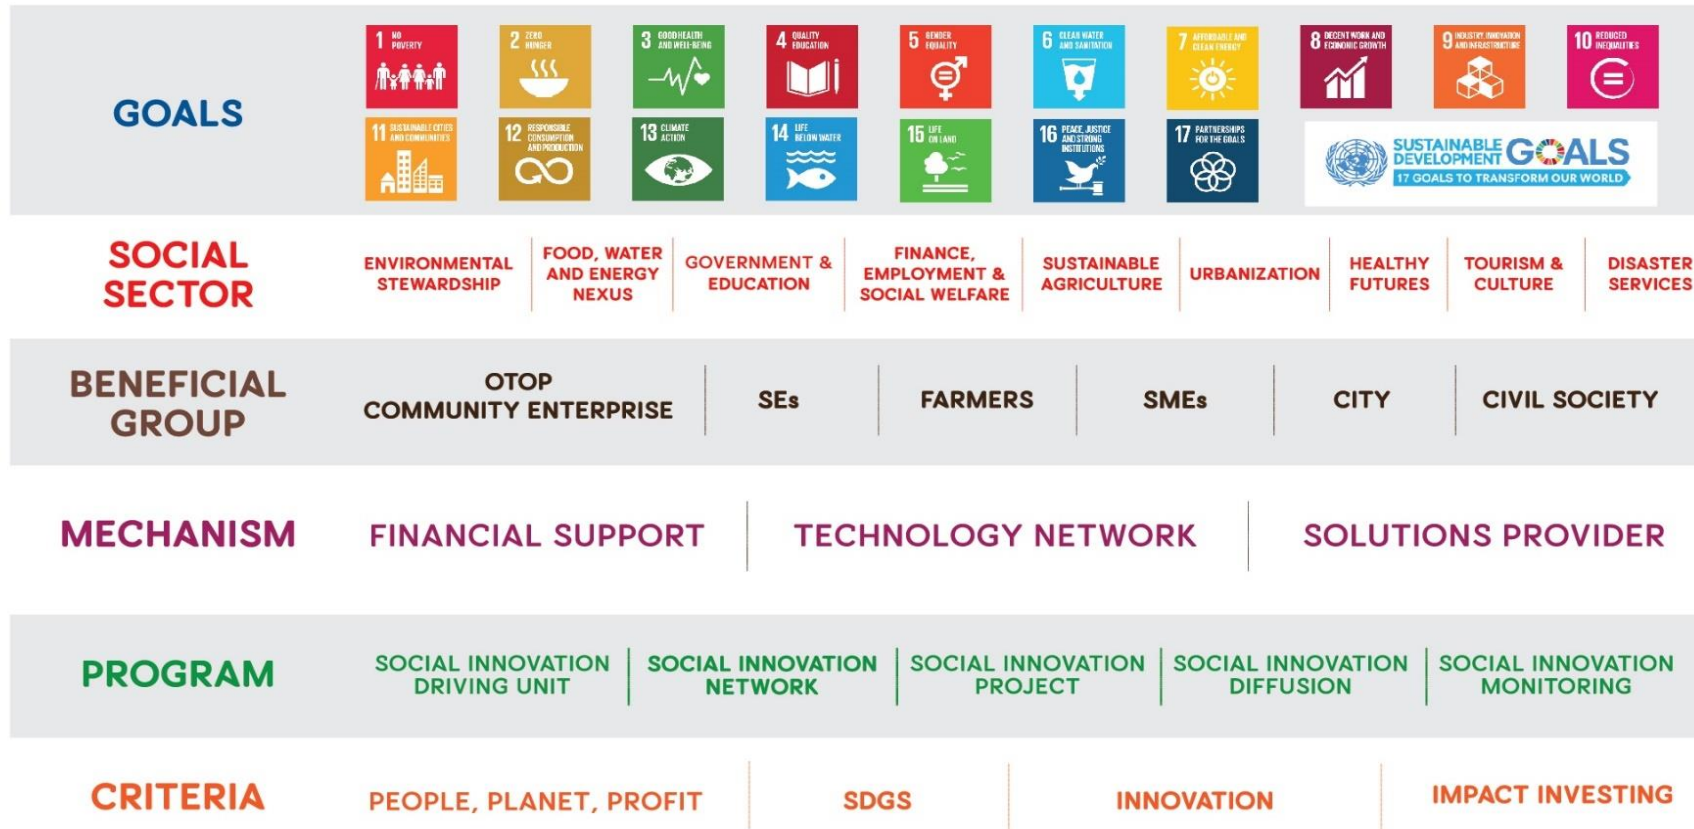 GOALS
1 NO
POVERTY
2 ZERO
HUNGER
3 GOOD HEALTH
AND WELL-BEING
4 QUALITY
EDUCATION
5 GENDER
EQUALITY
6 CLEAN WATER
AND SANITATION
7 AFFORDABLE AND
CLEAN ENERGY
8 DECENT WORK AND
ECONOMIC GROWTH
9 INDUSTRY, INNOVATION
AND INFRASTRUCTURE
10 REDUCED
INEQUALITIES
11 SUSTAINABLE CITIES
AND COMMUNITIES
12 RESPONSIBLE
CONSUMPTION
AND PRODUCTION
13 CLIMATE
ACTION
14 LIFE
BELOW WATER
15 LIFE
ON LAND
16 PEACE, JUSTICE
AND STRONG
INSTITUTIONS
17 PARTNERSHIPS
FOR THE GOALS
SUSTAINABLE
DEVELOPMENT GOALS
17 GOALS TO TRANSFORM OUR WORLD
SOCIAL
SECTOR
ENVIRONMENTAL
STEWARDSHIP
FOOD, WATER
AND ENERGY
NEXUS
GOVERNMENT &
EDUCATION
FINANCE,
EMPLOYMENT &
SOCIAL WELFARE
SUSTAINABLE
AGRICULTURE
URBANIZATION
HEALTHY
FUTURES
TOURISM &
CULTURE
DISASTER
SERVICES
BENEFICIAL
GROUP
OTOP
COMMUNITY ENTERPRISE
SEs
FARMERS
SMEs
CITY
CIVIL SOCIETY
MECHANISM
FINANCIAL SUPPORT
TECHNOLOGY NETWORK
SOLUTIONS PROVIDER
PROGRAM
SOCIAL INNOVATION
DRIVING UNIT
SOCIAL INNOVATION
NETWORK
SOCIAL INNOVATION
PROJECT
SOCIAL INNOVATION
DIFFUSION
SOCIAL INNOVATION
MONITORING
CRITERIA
PEOPLE, PLANET, PROFIT
SDGS
INNOVATION
IMPACT INVESTING